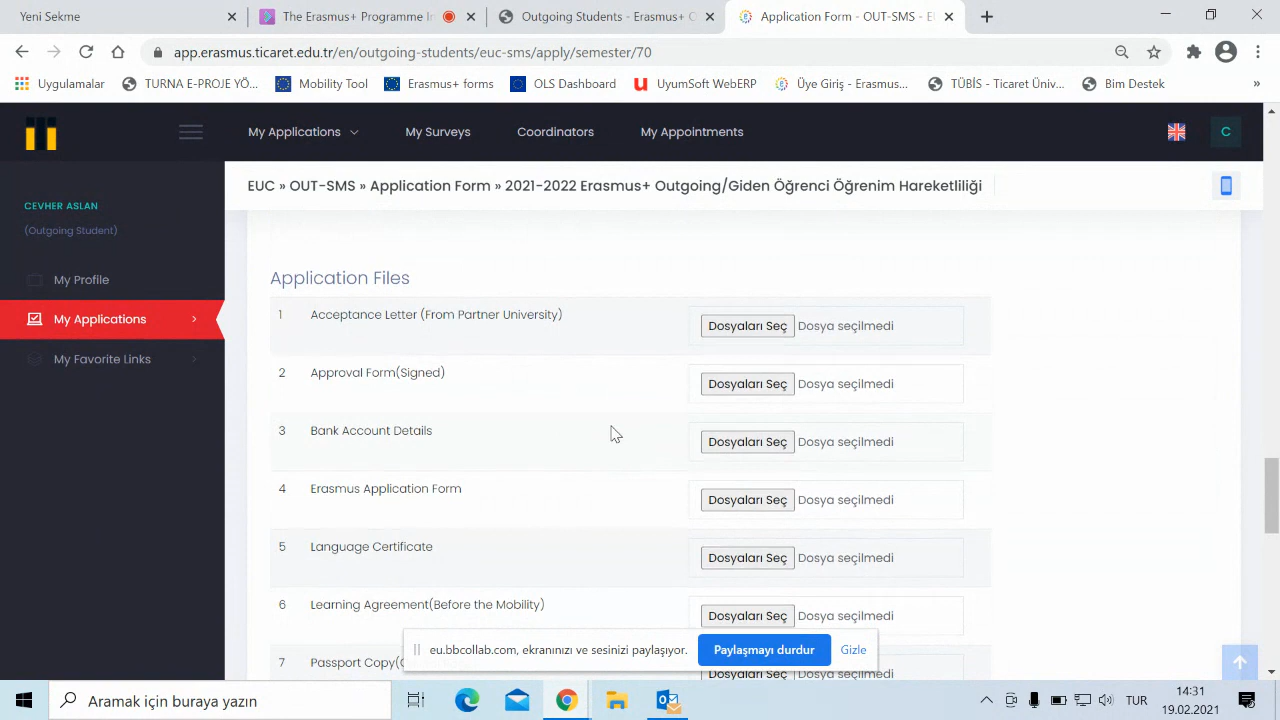 Yeni Sekme
The Erasmus+ Programme I
Outgoing Students - Erasmus+ O
Application Form - OUT-SMS - E
app.erasmus.ticaret.edu.tr/en/outgoing-students/euc-sms/apply/semester/70
Uygulamalar
TURNA E-PROJE YÖ...
Mobility Tool
Erasmus+ forms
OLS Dashboard
UyumSoft WebERP
Üye Giriş - Erasmus...
TÜBİS - Ticaret Üniv...
Bim Destek
»
My Applications
My Surveys
Coordinators
My Appointments
C
EUC » OUT-SMS » Application Form » 2021-2022 Erasmus+ Outgoing/Giden Öğrenci Öğrenim Hareketliliği
CEVHER ASLAN
(Outgoing Student)
My Profile
My Applications
My Favorite Links
Application Files
1 Acceptance Letter (From Partner University) Dosyaları Seç Dosya seçilmedi
2 Approval Form(Signed) Dosyaları Seç Dosya seçilmedi
3 Bank Account Details Dosyaları Seç Dosya seçilmedi
4 Erasmus Application Form Dosyaları Seç Dosya seçilmedi
5 Language Certificate Dosyaları Seç Dosya seçilmedi
6 Learning Agreement(Before the Mobility) Dosyaları Seç Dosya seçilmedi
7 Passport Copy( Dosyaları Seç Dosya seçilmedi
eu.bbcollab.com, ekranınızı ve sesinizi paylaşıyor.
Paylaşmayı durdur
Gizle
Aramak için buraya yazın
TUR
14:31
19.02.2021